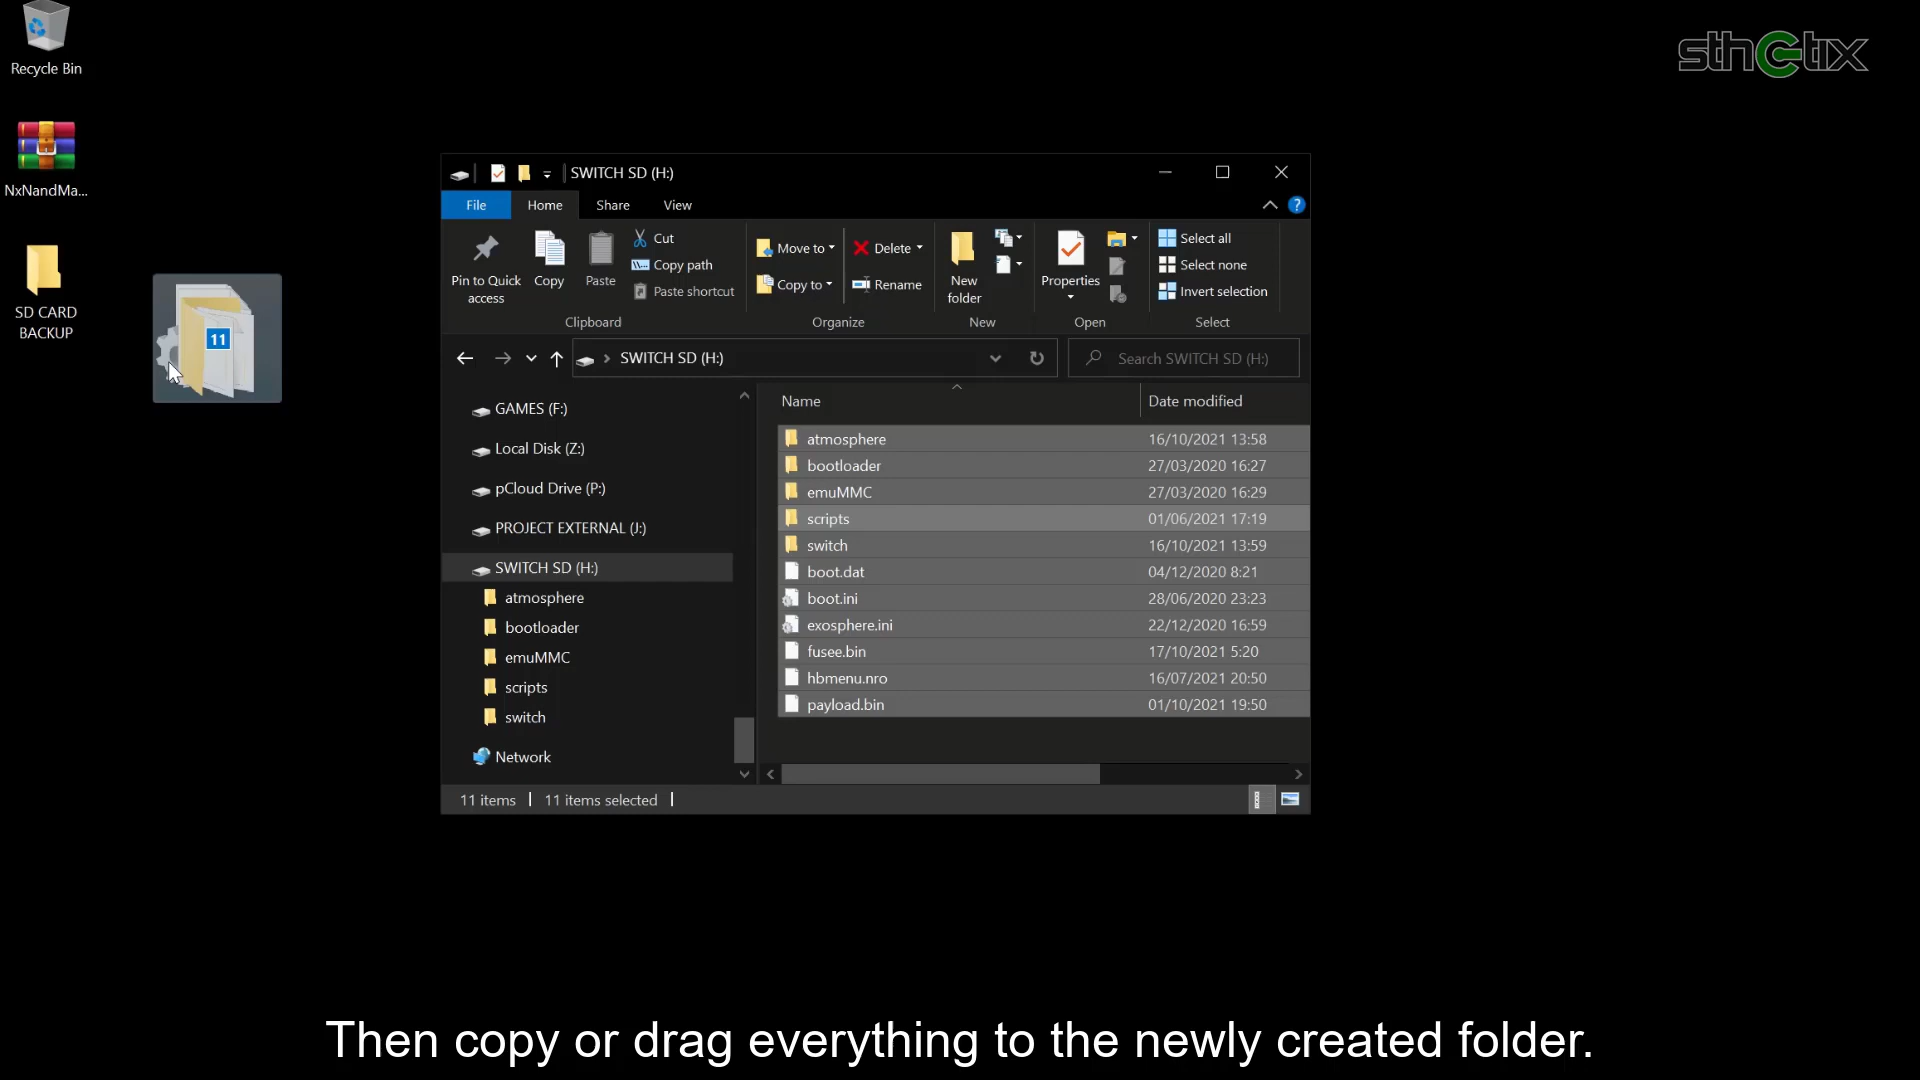 Recycle Bin
NxNandMa...
SD CARD
BACKUP
11
sthetix
SWITCH SD (H:)
File Home Share View
?
Pin to Quick
access
Copy
Paste
Cut
Copy path
Paste shortcut
Clipboard
Move to
Copy to
Delete
Rename
Organize
New
folder
New
Properties
Open
Select all
Select none
Invert selection
Select
SWITCH SD (H:)
Search SWITCH SD (H:)
GAMES (F:)
Local Disk (Z:)
pCloud Drive (P:)
PROJECT EXTERNAL (J:)
SWITCH SD (H:)
atmosphere
bootloader
emuMMC
scripts
switch
Network
Name Date modified
atmosphere 16/10/2021 13:58
bootloader 27/03/2020 16:27
emuMMC 27/03/2020 16:29
scripts 01/06/2021 17:19
switch 16/10/2021 13:59
boot.dat 04/12/2020 8:21
boot.ini 28/06/2020 23:23
exosphere.ini 22/12/2020 16:59
fusee.bin 17/10/2021 5:20
hbmenu.nro 16/07/2021 20:50
payload.bin 01/10/2021 19:50
11 items 11 items selected
Then copy or drag everything to the newly created folder.